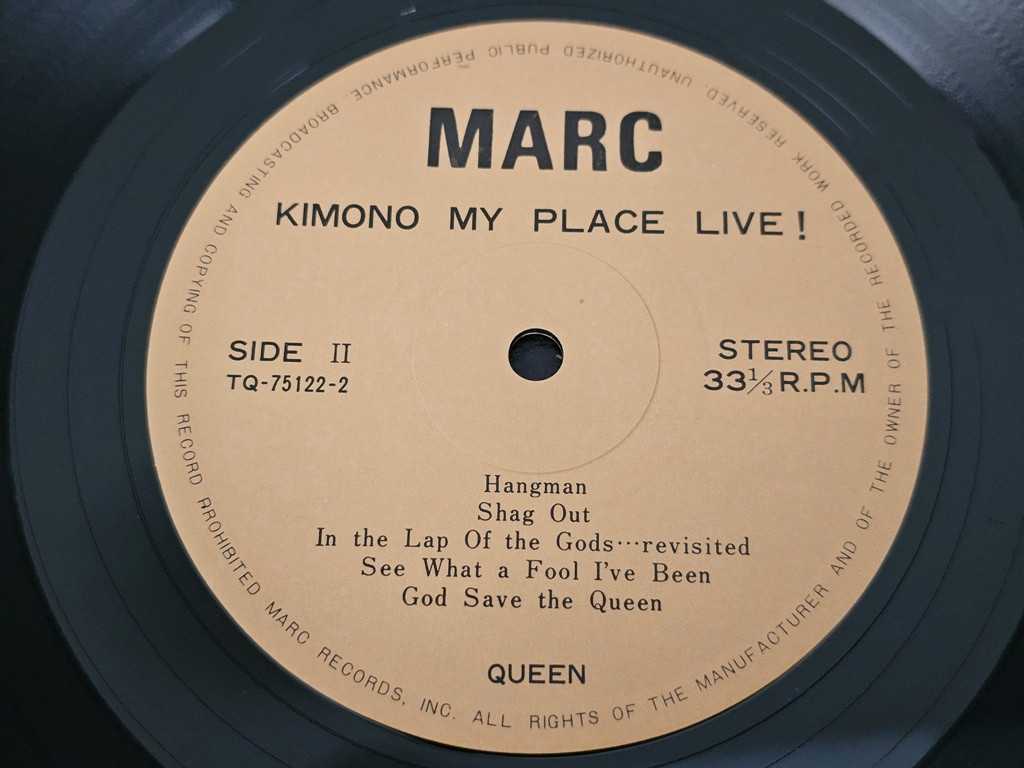 MARC
KIMONO MY PLACE LIVE !
SIDE II
TQ-75122-2
STEREO
33⅓ R.P.M
Hangman
Shag Out
In the Lap Of the Gods…revisited
See What a Fool I've Been
God Save the Queen
QUEEN
MARC RECORDS, INC. ALL RIGHTS OF THE MANUFACTURER AND OF THE OWNER OF THE RECORDED WORK RESERVED. UNAUTHORIZED PUBLIC PERFORMANCE. BROADCASTING AND COPYING OF THIS RECORD RROHIBITED